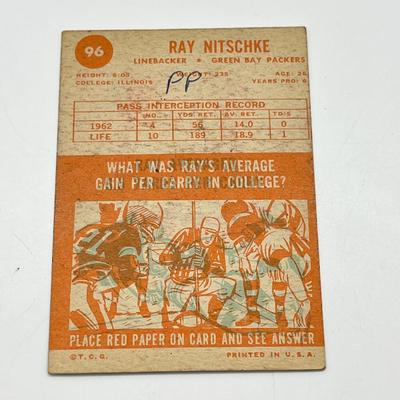 96
RAY NITSCHKE
LINEBACKER • GREEN BAY PACKERS
HEIGHT: 6:03 WEIGHT: 235 AGE: 26
COLLEGE: ILLINOIS YEARS PRO: 6
PP
PASS INTERCEPTION RECORD
NO. YDS. RET. AV. RET. TD/S
1962 4 56 14.0 0
LIFE 10 189 18.9 1
WHAT WAS RAY'S AVERAGE
GAIN PER CARRY IN COLLEGE?
PLACE RED PAPER ON CARD AND SEE ANSWER
©T.C.G. PRINTED IN U.S.A.